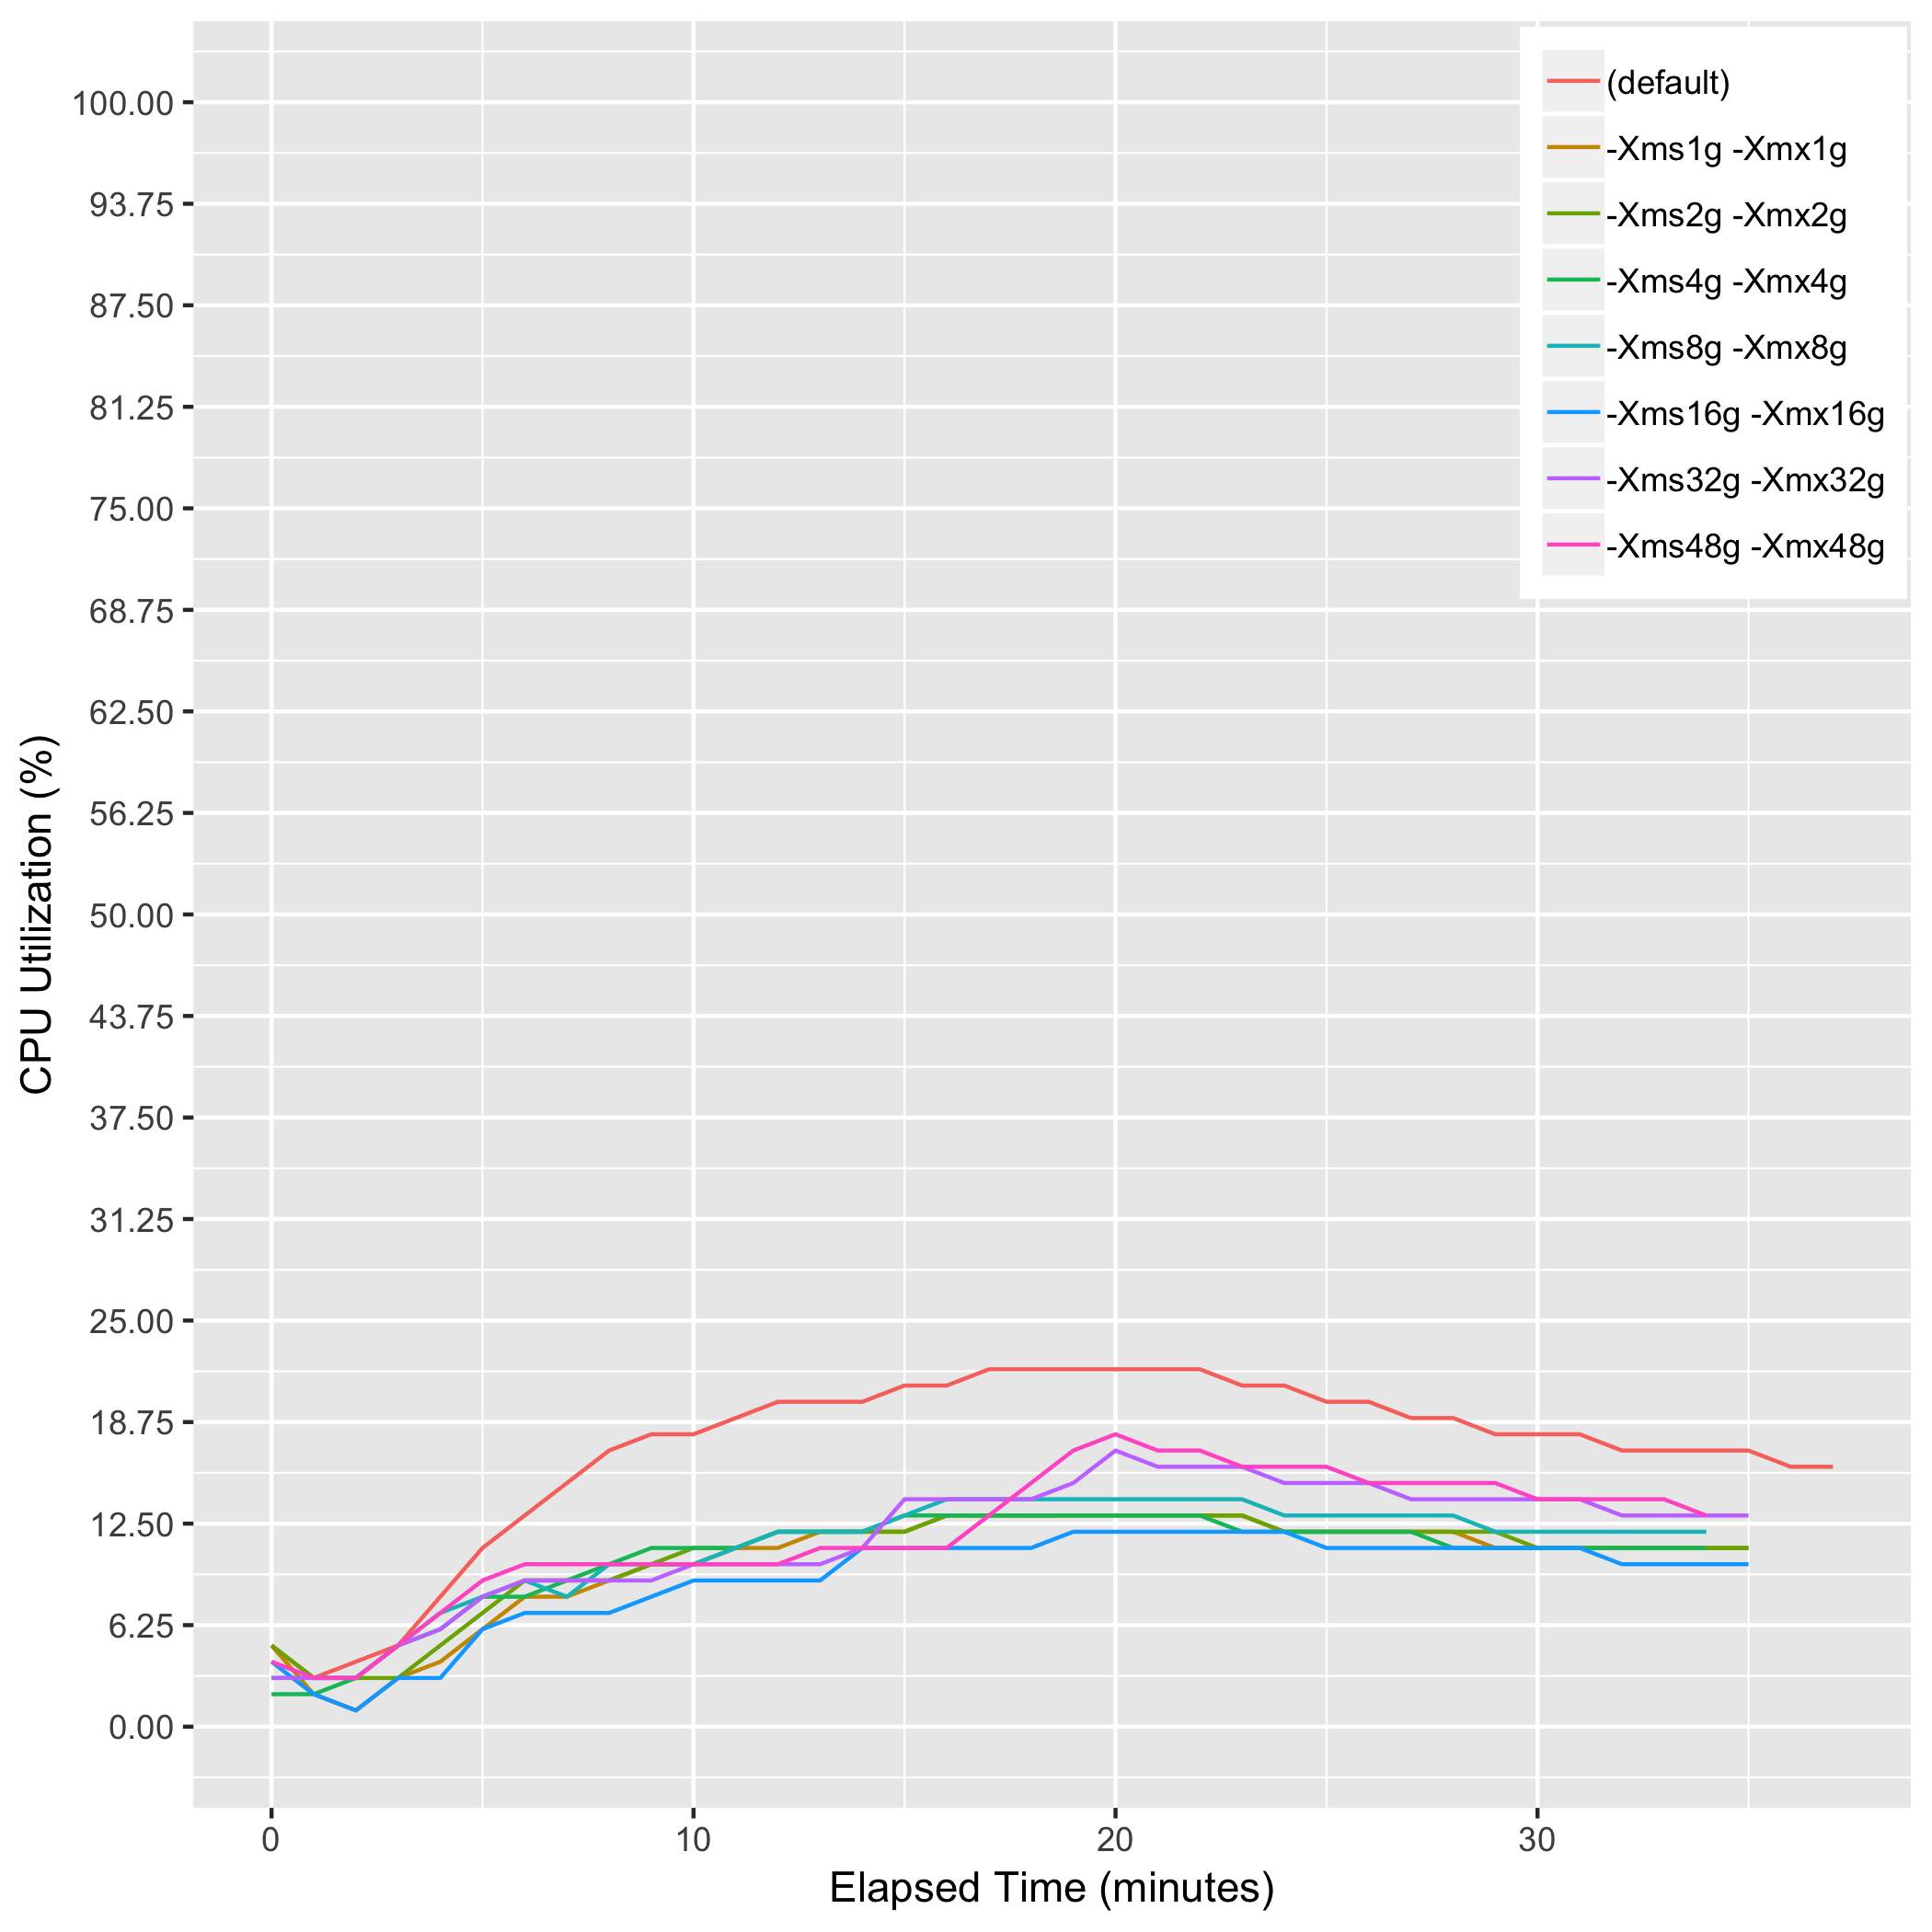 100.00
93.75
87.50
81.25
75.00
68.75
62.50
56.25
50.00
43.75
37.50
31.25
25.00
18.75
12.50
6.25
0.00
CPU Utilization (%)
(default)
-Xms1g -Xmx1g
-Xms2g -Xmx2g
-Xms4g -Xmx4g
-Xms8g -Xmx8g
-Xms16g -Xmx16g
-Xms32g -Xmx32g
-Xms48g -Xmx48g
0 10 20 30
Elapsed Time (minutes)